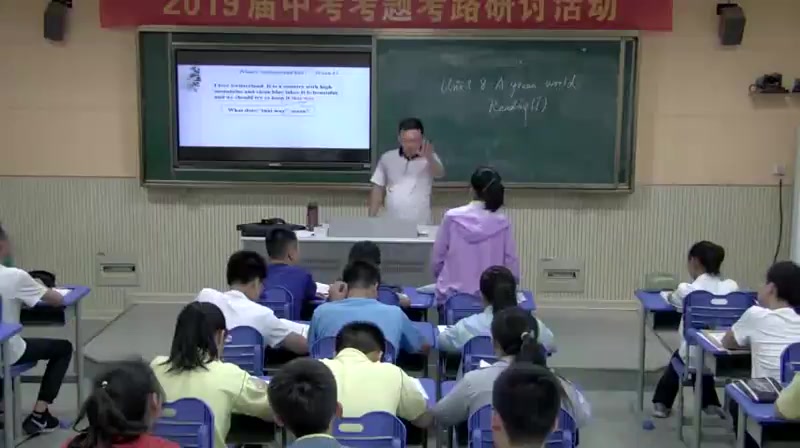 2019届中考考题考路研讨活动
I love Switzerland. It is a country with high
mountains and clean blue lakes. It is beautiful,
and we should try to keep it that way.
What does "that way" mean?
Unit 8 A green world
Reading(1)